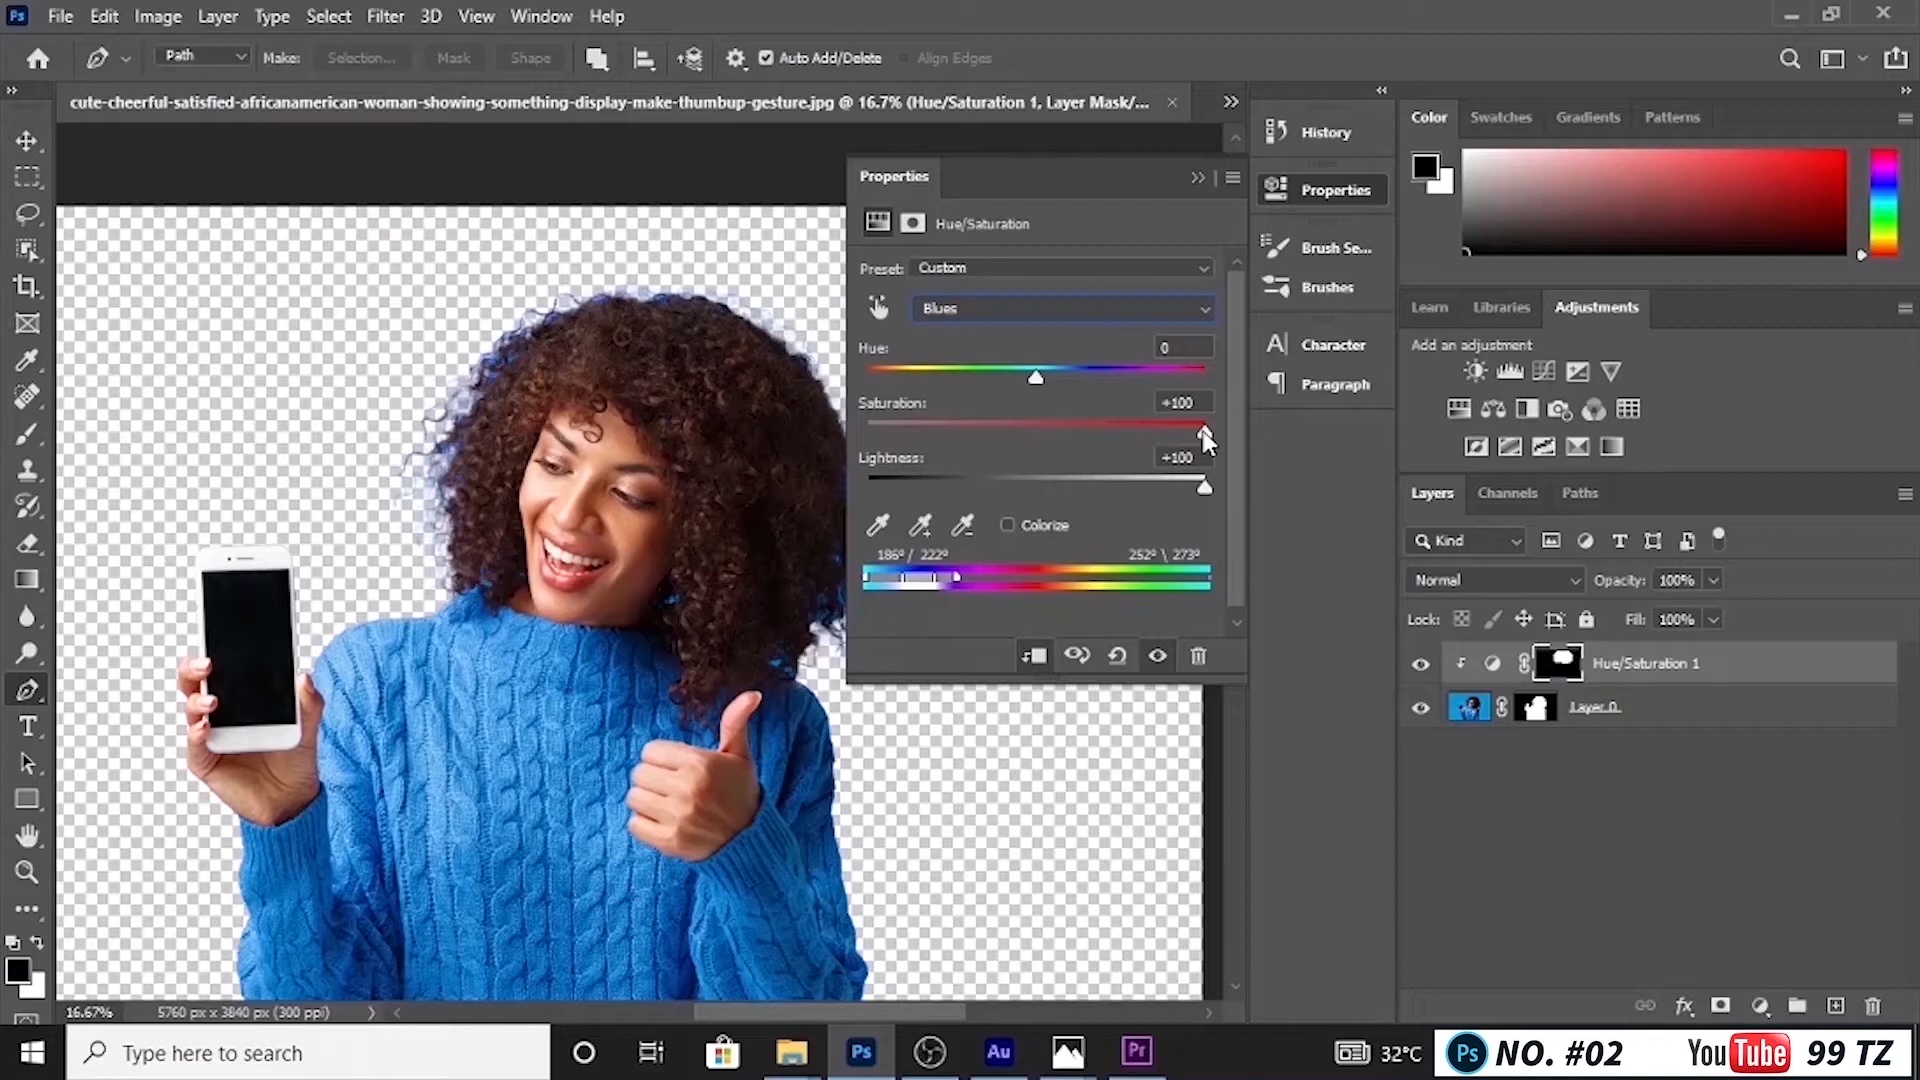 Ps File Edit Image Layer Type Select Filter 3D View Window Help
Path Make: Selection... Mask Shape Auto Add/Delete Align Edges
cute-cheerful-satisfied-africanamerican-woman-showing-something-display-make-thumbup-gesture.jpg @ 16.7% (Hue/Saturation 1, Layer Mask/...
Properties
Hue/Saturation
Preset: Custom
Blues
Hue: 0
Saturation: +100
Lightness: +100
Colorize
186° / 222° 252° \ 273°
History
Properties
Brush Se...
Brushes
Character
Paragraph
Color Swatches Gradients Patterns
Learn Libraries Adjustments
Add an adjustment
Layers Channels Paths
Kind
Normal Opacity: 100%
Lock: Fill: 100%
Hue/Saturation 1
Layer 0
16.67% 5760 px x 3840 px (300 ppi)
Type here to search
Ps Au Pr 32°C
Ps NO. #02 YouTube 99 TZ